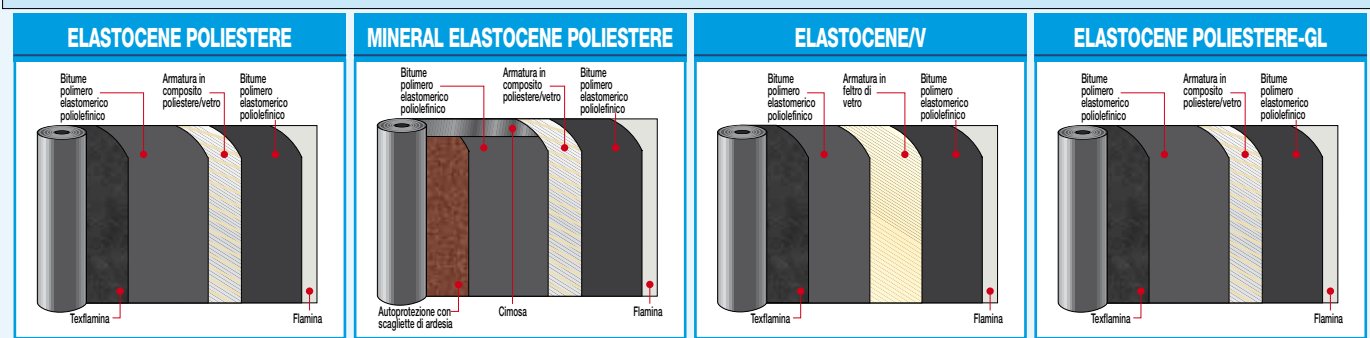 ELASTOCENE POLIESTERE
Bitume
polimero
elastomerico
poliolefinico
Armatura in
composito
poliestere/vetro
Bitume
polimero
elastomerico
poliolefinico
Texflamina
Flamina
MINERAL ELASTOCENE POLIESTERE
Bitume
polimero
elastomerico
poliolefinico
Armatura in
composito
poliestere/vetro
Bitume
polimero
elastomerico
poliolefinico
Autoprotezione con
scagliette di ardesia
Cimosa
Flamina
ELASTOCENE/V
Bitume
polimero
elastomerico
poliolefinico
Armatura in
feltro di
vetro
Bitume
polimero
elastomerico
poliolefinico
Texflamina
Flamina
ELASTOCENE POLIESTERE-GL
Bitume
polimero
elastomerico
poliolefinico
Armatura in
composito
poliestere/vetro
Bitume
polimero
elastomerico
poliolefinico
Texflamina
Flamina